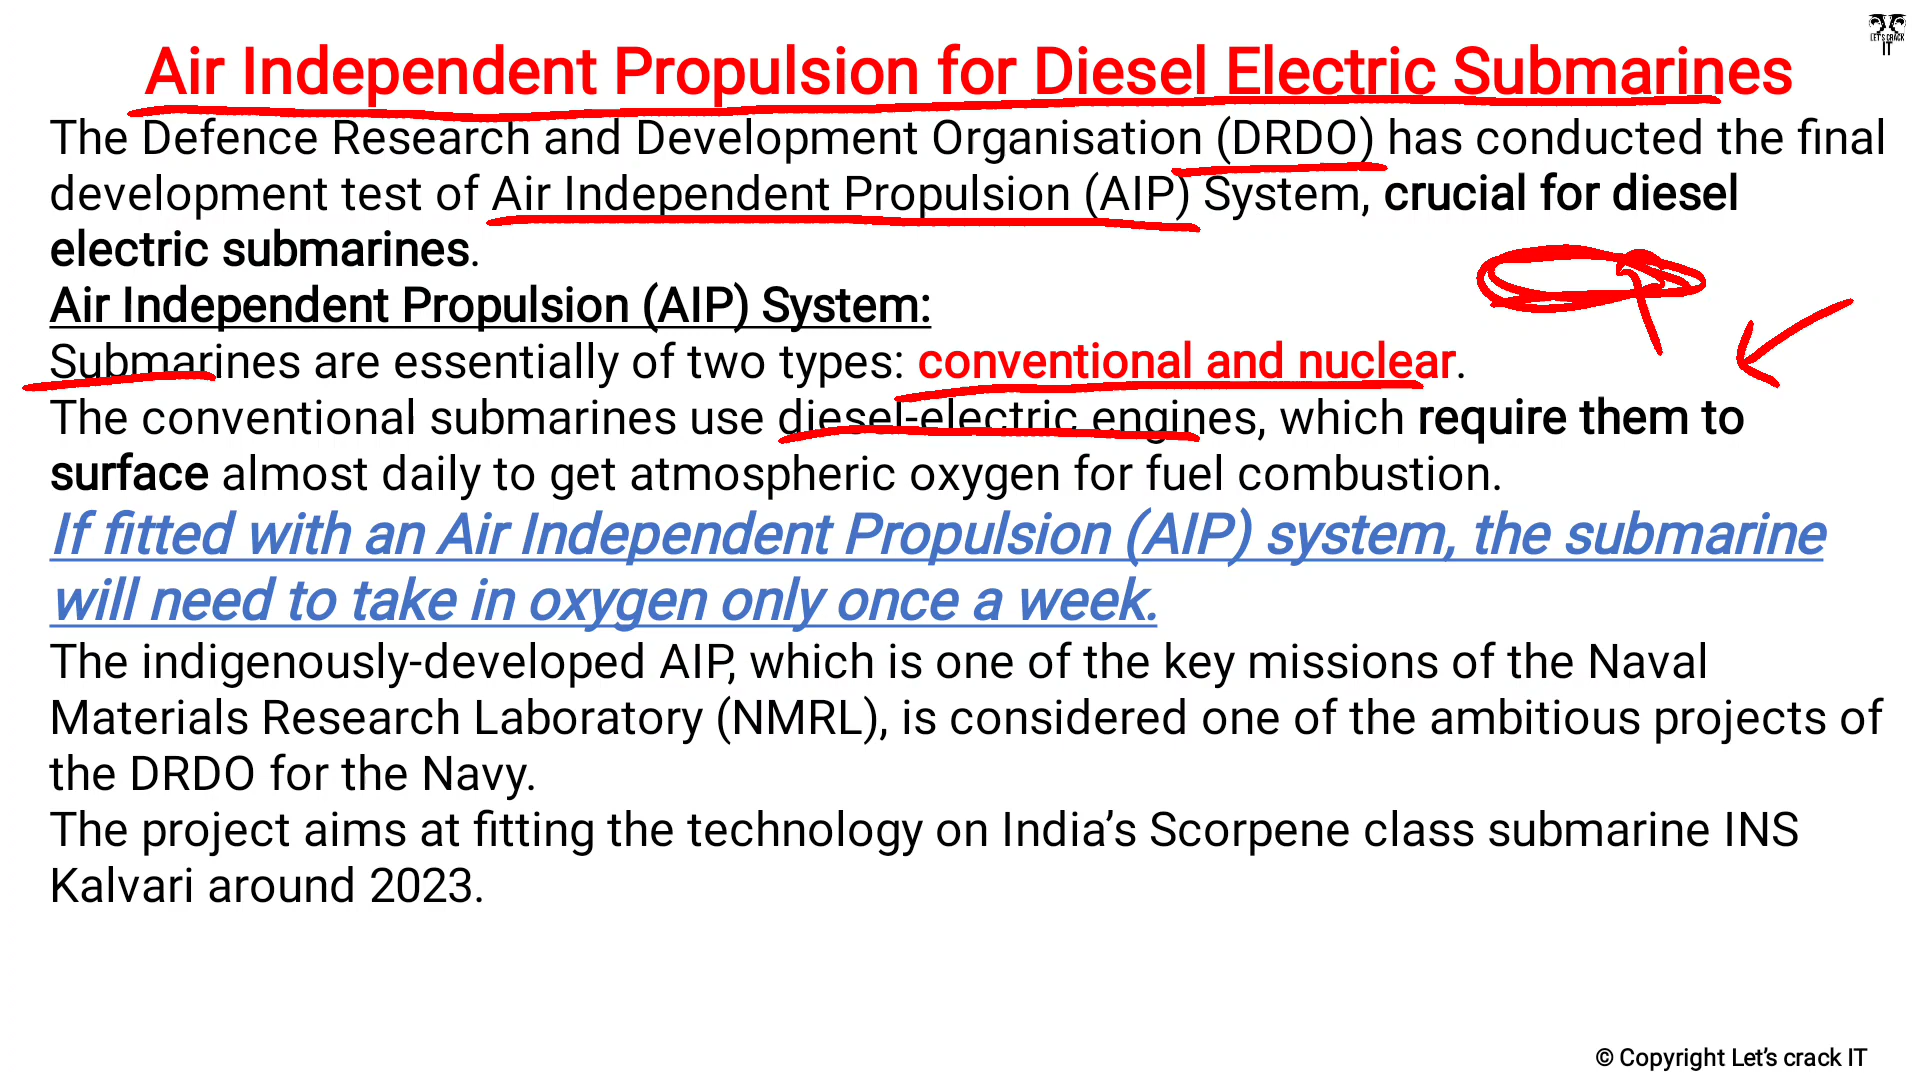 LET'S CRACK
IT
Air Independent Propulsion for Diesel Electric Submarines
The Defence Research and Development Organisation (DRDO) has conducted the final
development test of Air Independent Propulsion (AIP) System, crucial for diesel
electric submarines.
Air Independent Propulsion (AIP) System:
Submarines are essentially of two types: conventional and nuclear.
The conventional submarines use diesel-electric engines, which require them to
surface almost daily to get atmospheric oxygen for fuel combustion.
If fitted with an Air Independent Propulsion (AIP) system, the submarine
will need to take in oxygen only once a week.
The indigenously-developed AIP, which is one of the key missions of the Naval
Materials Research Laboratory (NMRL), is considered one of the ambitious projects of
the DRDO for the Navy.
The project aims at fitting the technology on India’s Scorpene class submarine INS
Kalvari around 2023.
© Copyright Let’s crack IT